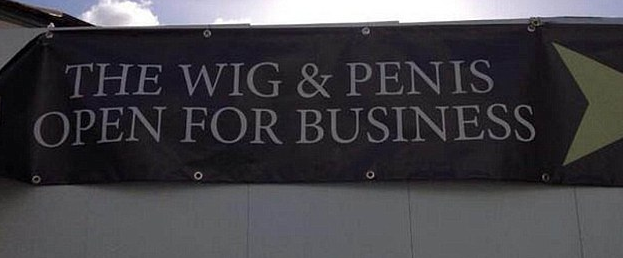 THE WIG & PENIS
OPEN FOR BUSINESS